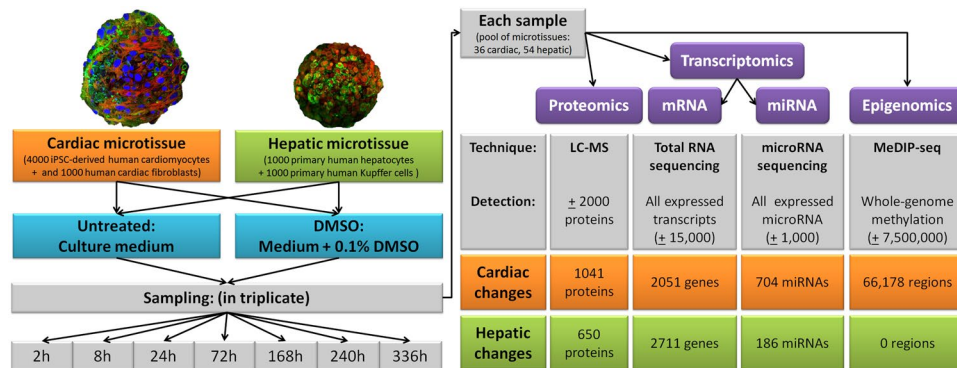 Cardiac microtissue
(4000 iPSC-derived human cardiomyocytes
+ and 1000 human cardiac fibroblasts)
Hepatic microtissue
(1000 primary human hepatocytes
+ 1000 primary human Kupffer cells )
Untreated:
Culture medium
DMSO:
Medium + 0.1% DMSO
Sampling: (in triplicate)
2h 8h 24h 72h 168h 240h 336h
Each sample
(pool of microtissues:
36 cardiac, 54 hepatic)
Transcriptomics
Proteomics mRNA miRNA Epigenomics
Technique:
LC-MS
Total RNA
sequencing
microRNA
sequencing
MeDIP-seq
Detection:
± 2000
proteins
All expressed
transcripts
(± 15,000)
All expressed
microRNA
(± 1,000)
Whole-genome
methylation
(± 7,500,000)
Cardiac
changes
1041
proteins
2051 genes
704 miRNAs
66,178 regions
Hepatic
changes
650
proteins
2711 genes
186 miRNAs
0 regions